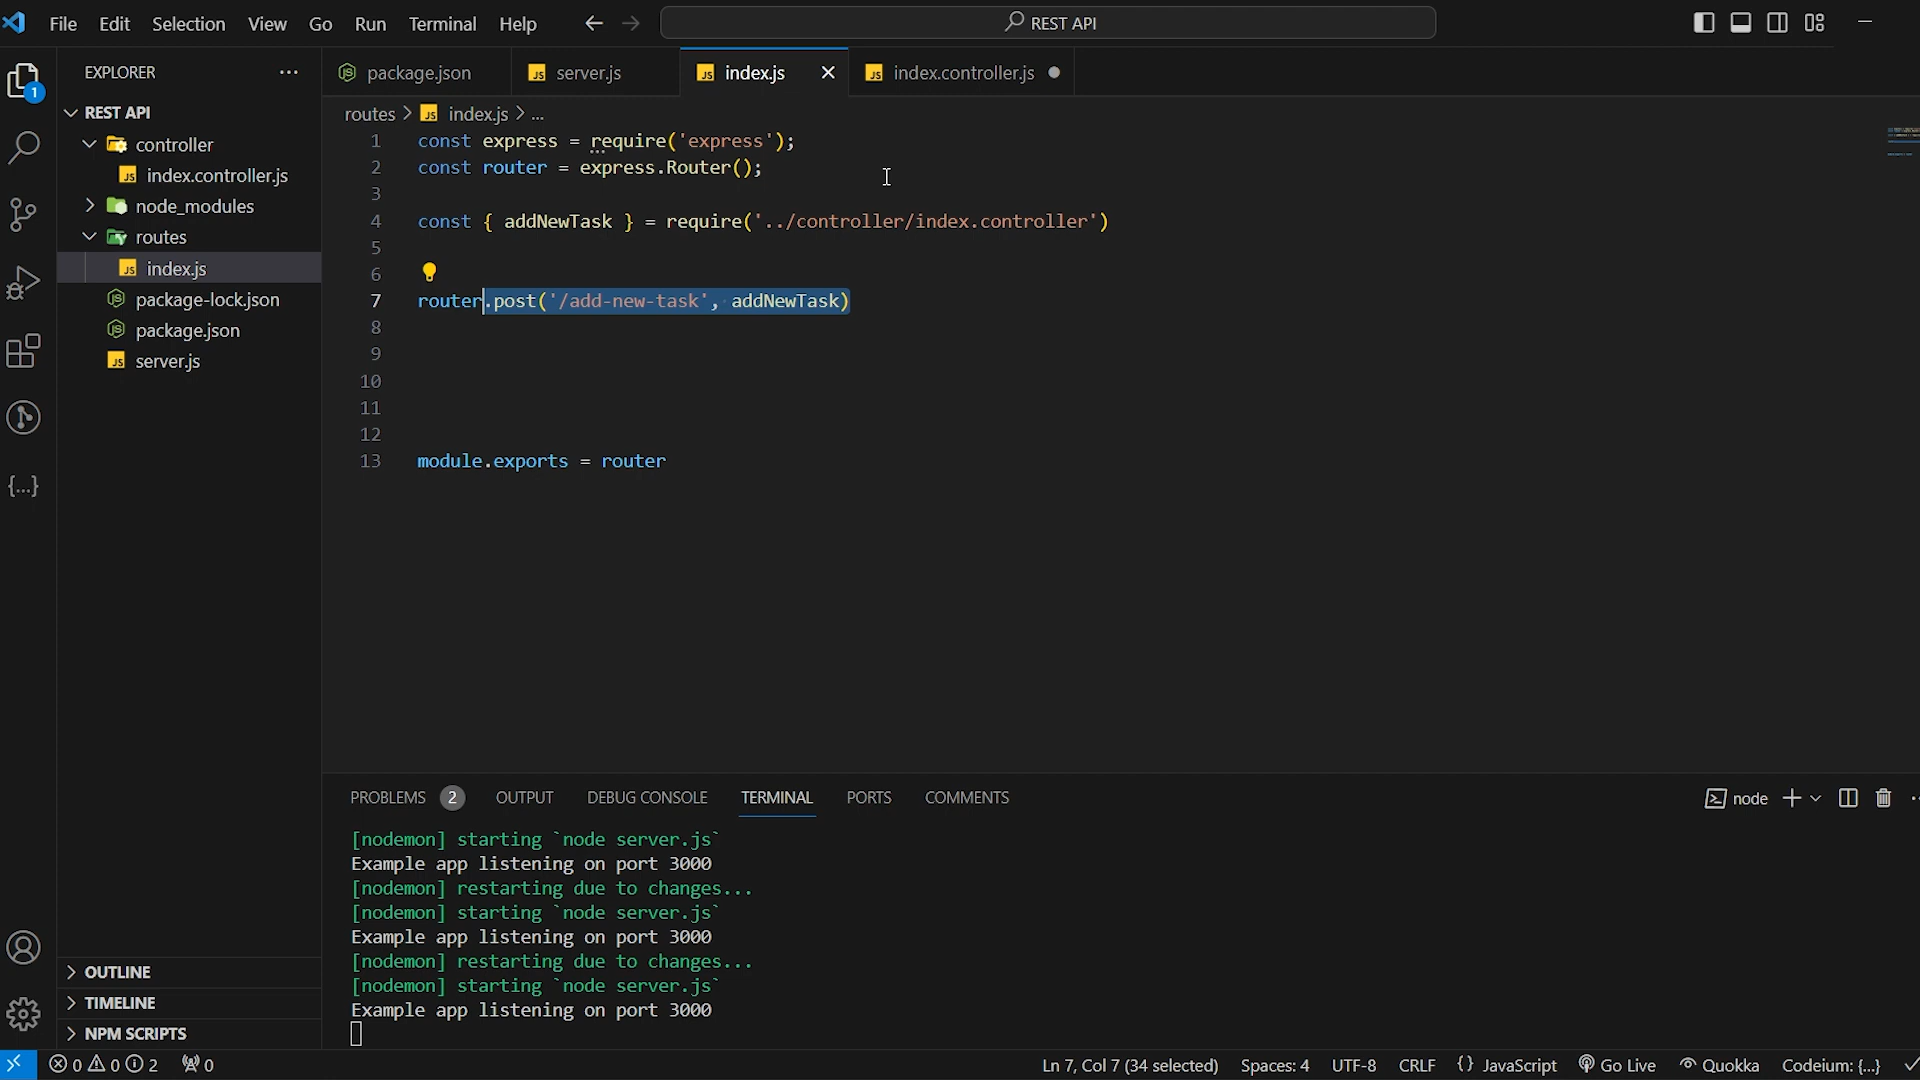 File Edit Selection View Go Run Terminal Help
REST API
EXPLORER
REST API
controller
index.controller.js
node_modules
routes
index.js
package-lock.json
package.json
server.js
OUTLINE
TIMELINE
NPM SCRIPTS
1
package.json
server.js
index.js
index.controller.js
routes > index.js > ...
1 const express = require('express');
2 const router = express.Router();
3
4 const { addNewTask } = require('../controller/index.controller')
5
6
7 router.post('/add-new-task', addNewTask)
8
9
10
11
12
13 module.exports = router
PROBLEMS 2 OUTPUT DEBUG CONSOLE TERMINAL PORTS COMMENTS
node
[nodemon] starting `node server.js`
Example app listening on port 3000
[nodemon] restarting due to changes...
[nodemon] starting `node server.js`
Example app listening on port 3000
[nodemon] restarting due to changes...
[nodemon] starting `node server.js`
Example app listening on port 3000
0 0 2 0
Ln 7, Col 7 (34 selected) Spaces: 4 UTF-8 CRLF {} JavaScript Go Live Quokka Codeium: {...}